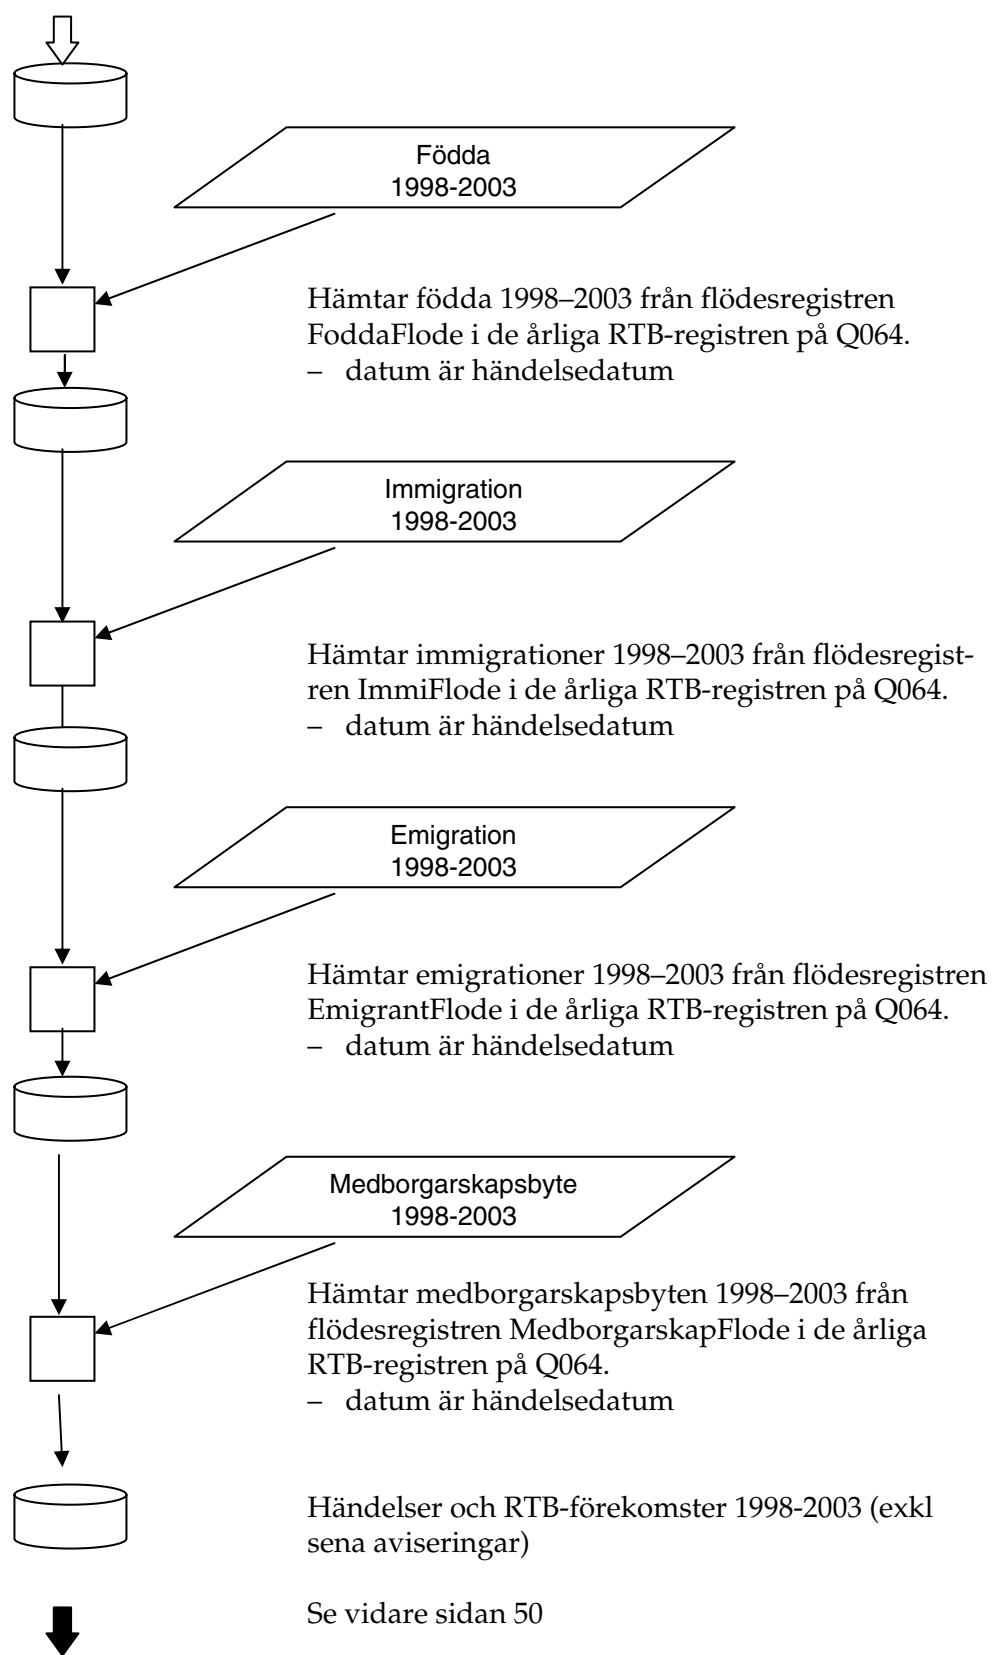 Födda
1998-2003
Hämtar födda 1998–2003 från flödesregistren
FoddaFlode i de årliga RTB-registren på Q064.
– datum är händelsedatum
Immigration
1998-2003
Hämtar immigrationer 1998–2003 från flödesregist-
ren ImmiFlode i de årliga RTB-registren på Q064.
– datum är händelsedatum
Emigration
1998-2003
Hämtar emigrationer 1998–2003 från flödesregistren
EmigrantFlode i de årliga RTB-registren på Q064.
– datum är händelsedatum
Medborgarskapsbyte
1998-2003
Hämtar medborgarskapsbyten 1998–2003 från
flödesregistren MedborgarskapFlode i de årliga
RTB-registren på Q064.
– datum är händelsedatum
Händelser och RTB-förekomster 1998-2003 (exkl
sena aviseringar)
Se vidare sidan 50